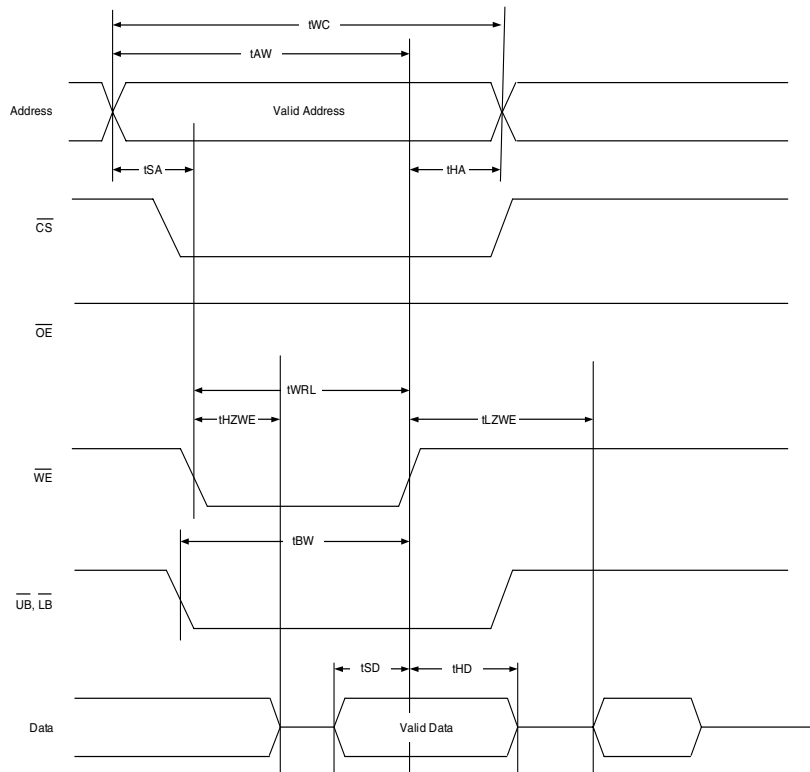 tWC
tAW
Address
Valid Address
tSA
tHA
CS
OE
tWRL
tHZWE
tLZWE
WE
tBW
UB, LB
tSD
tHD
Data
Valid Data